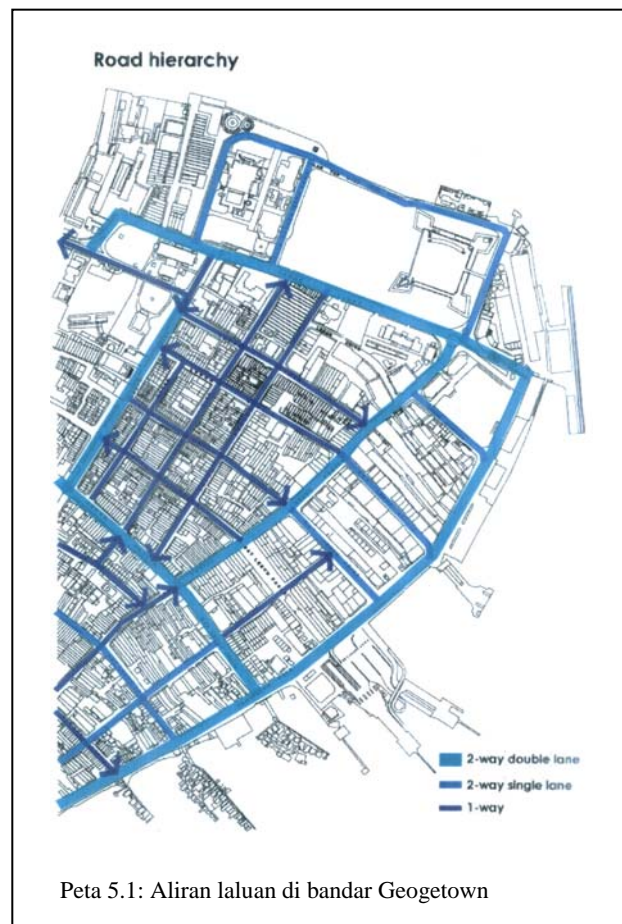 Road hierarchy
2-way double lane
2-way single lane
1-way
Peta 5.1: Aliran laluan di bandar Geogetown